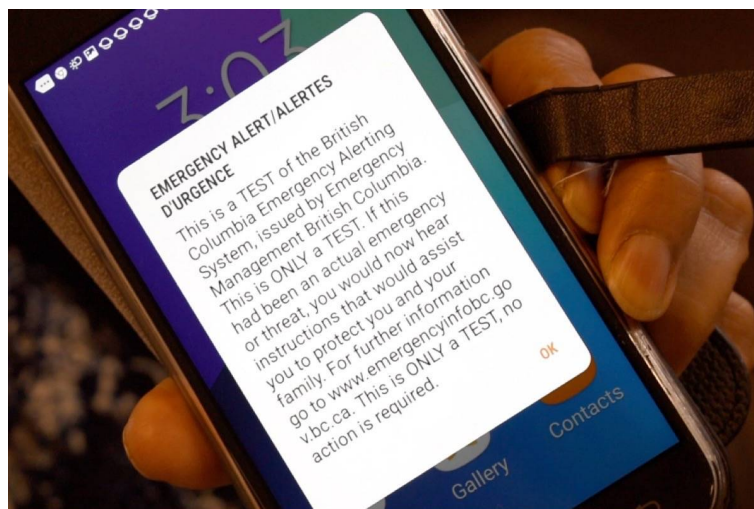 3:03
EMERGENCY ALERT/ALERTES
D'URGENCE
This is a TEST of the British
Columbia Emergency Alerting
System, issued by Emergency
Management British Columbia.
This is ONLY a TEST. If this
had been an actual emergency
or threat, you would now hear
instructions that would assist
you to protect you and your
family. For further information
go to www.emergencyinfobc.go
v.bc.ca. This is ONLY a TEST, no
action is required.
OK
Gallery
Contacts